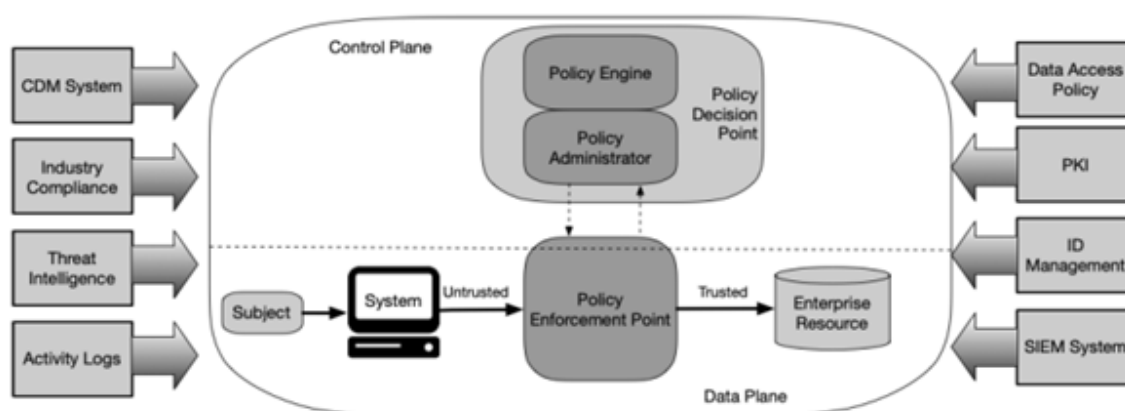 CDM System
Industry
Compliance
Threat
Intelligence
Activity Logs
Control Plane
Policy Engine
Policy
Administrator
Policy
Decision
Point
Subject
System
Untrusted
Policy
Enforcement Point
Trusted
Enterprise
Resource
Data Plane
Data Access
Policy
PKI
ID
Management
SIEM System